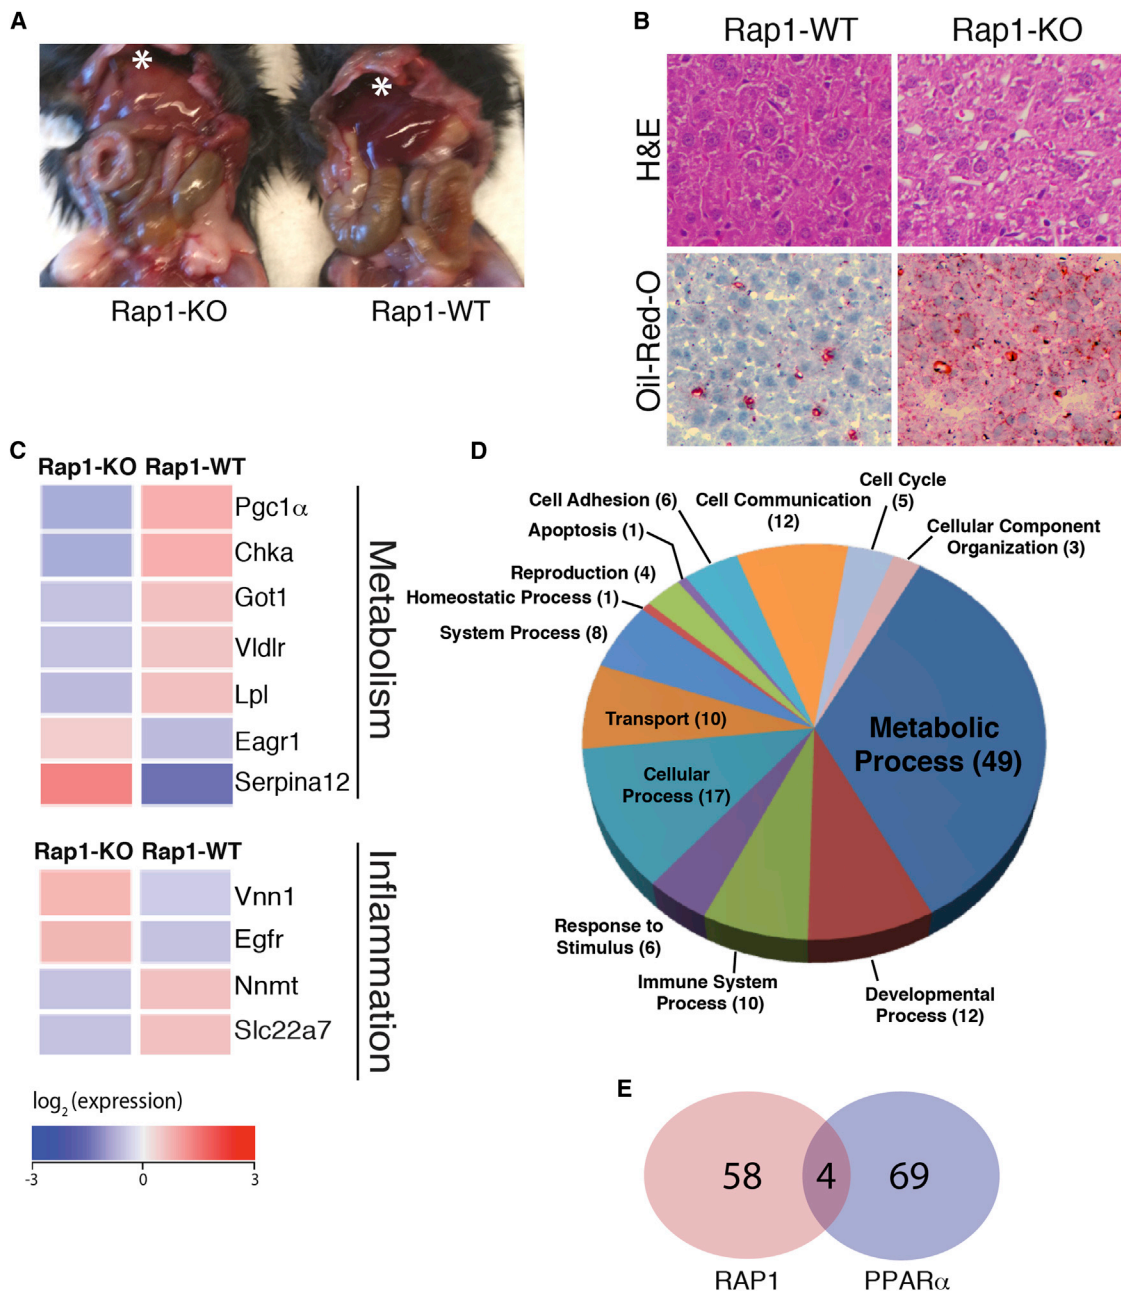 A
*
*
Rap1-KO
Rap1-WT
B
Rap1-WT
Rap1-KO
H&E
Oil-Red-O
C
Rap1-KO Rap1-WT
Pgc1α
Chka
Got1
Vldlr
Lpl
Eagr1
Serpina12
Metabolism
Rap1-KO Rap1-WT
Vnn1
Egfr
Nnmt
Slc22a7
Inflammation
log2 (expression)
-3 0 3
D
Cell Cycle
(5)
Cell Adhesion (6)
Cell Communication
(12)
Cellular Component
Organization (3)
Apoptosis (1)
Reproduction (4)
Homeostatic Process (1)
System Process (8)
Transport (10)
Metabolic
Process (49)
Cellular
Process (17)
Response to
Stimulus (6)
Immune System
Process (10)
Developmental
Process (12)
E
58
4
69
RAP1
PPARα